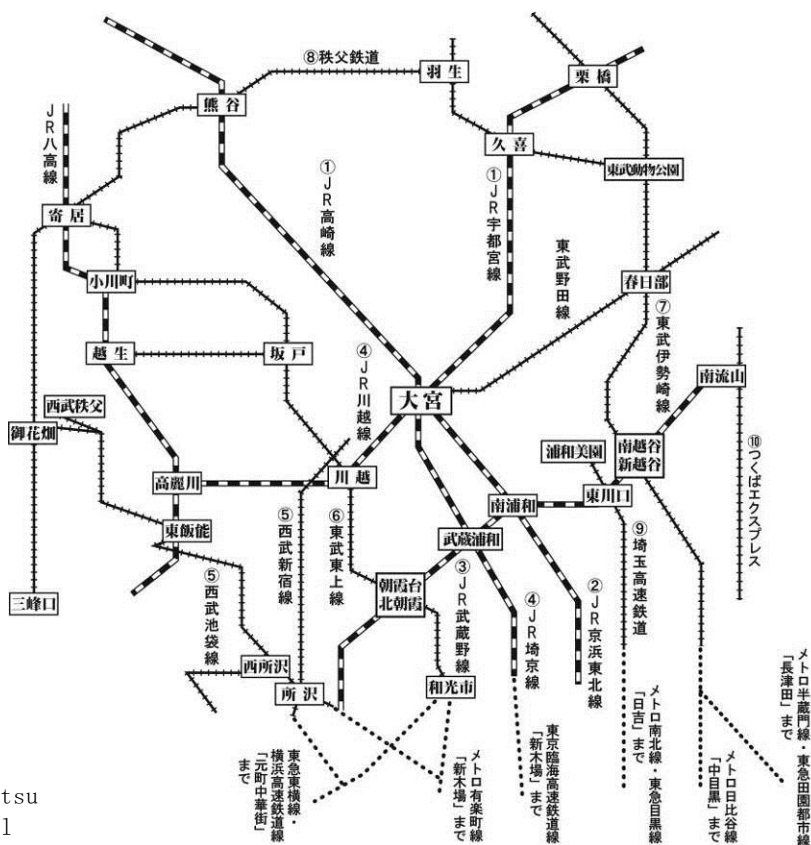 ⑧秩父鉄道
羽生
栗橋
熊谷
久喜
東武動物公園
JR八高線
①JR高崎線
①JR宇都宮線
東武野田線
寄居
小川町
春日部
⑦東武伊勢崎線
越生
坂戸
④JR川越線
大宮
南流山
西武秩父
御花畑
浦和美園
南越谷
新越谷
⑩つくばエクスプレス
高麗川
川越
南浦和
東川口
東飯能
⑤西武新宿線
⑥東武東上線
武蔵浦和
⑨埼玉高速鉄道
三峰口
⑤西武池袋線
朝霞台
北朝霞
③JR武蔵野線
④JR埼京線
②JR京浜東北線
西所沢
所沢
和光市
東急東横線・
横浜高速鉄道線
「元町中華街」
まで
メトロ有楽町線
「新木場」まで
東京臨海高速鉄道線
「新木場」まで
メトロ南北線・東急目黒線
「日吉」まで
メトロ日比谷線
「中目黒」まで
メトロ半蔵門線・東急田園都市線
「長津田」まで
tsu
l